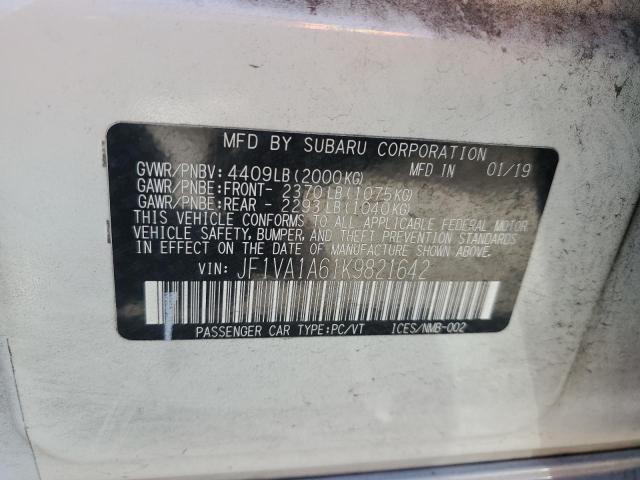 MFD BY SUBARU CORPORATION
GVWR/PNBV: 4409LB(2000KG) MFD IN 01/19
GAWR/PNBE:FRONT- 2370LB(1075KG)
GAWR/PNBE:REAR - 2293LB(1040KG)
THIS VEHICLE CONFORMS TO ALL APPLICABLE FEDERAL MOTOR
VEHICLE SAFETY, BUMPER, AND THEFT PREVENTION STANDARDS
IN EFFECT ON THE DATE OF MANUFACTURE SHOWN ABOVE.
VIN: JF1VA1A61K9821642
PASSENGER CAR TYPE:PC/VT ICES/NMB-002